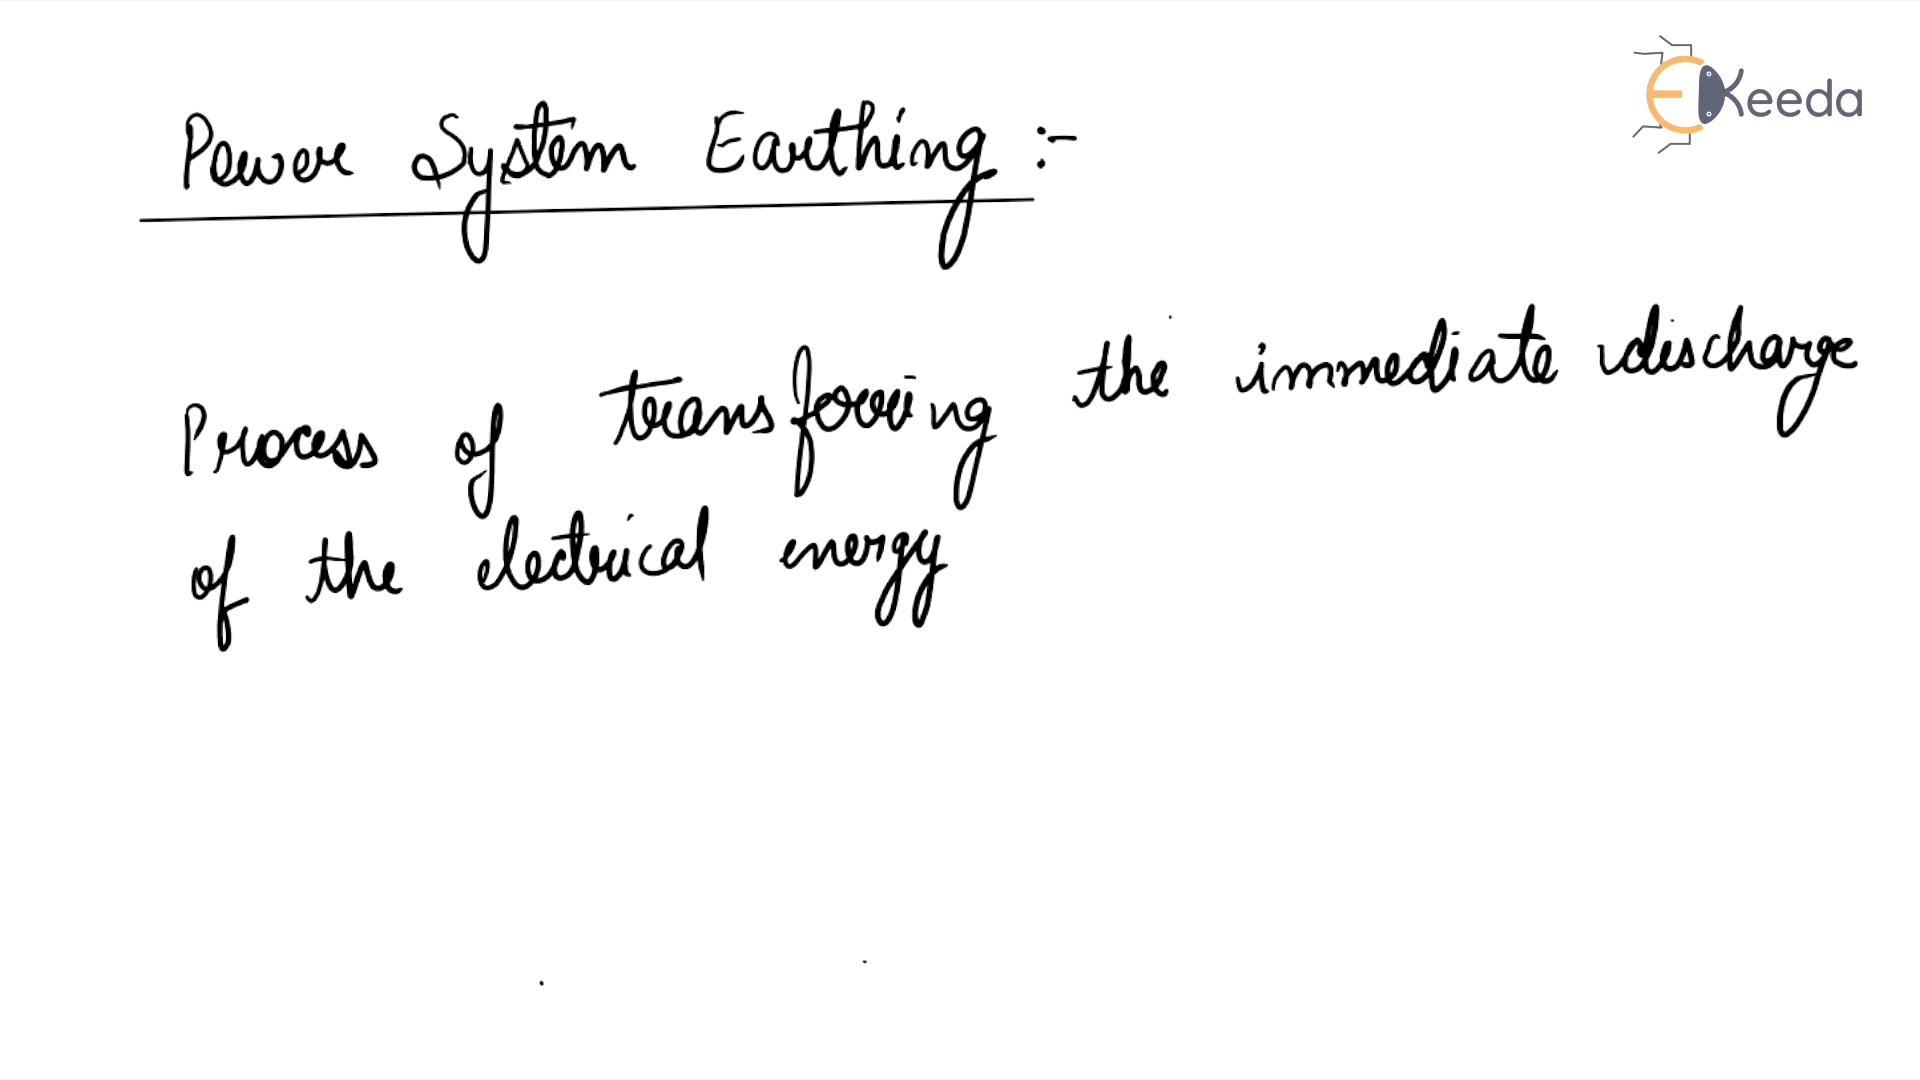 EKeeda
Power System Earthing :-
Process of transferring the immediate discharge
of the electrical energy